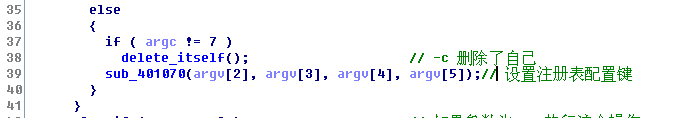 35 else
36 {
37 if ( argc != 7 )
38 delete_itself(); // -c 删除了自己
39 sub_401070(argv[2], argv[3], argv[4], argv[5]);// 设置注册表配置键
40 }
41 }